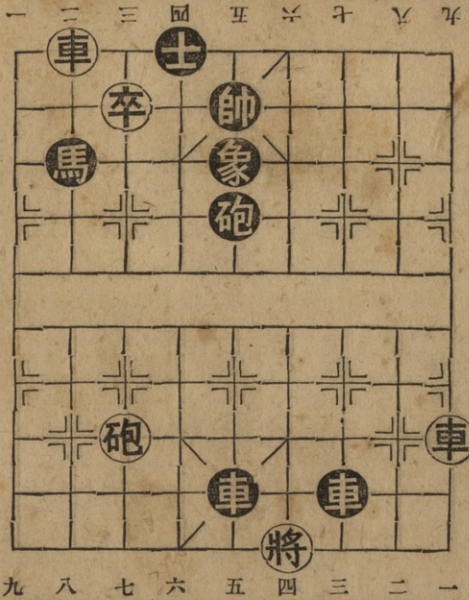 一 二 三 四 五 六 七 八 九
車 士
卒 帥
馬 象
砲
砲 車
車 車
將
九 八 七 六 五 四 三 二 一